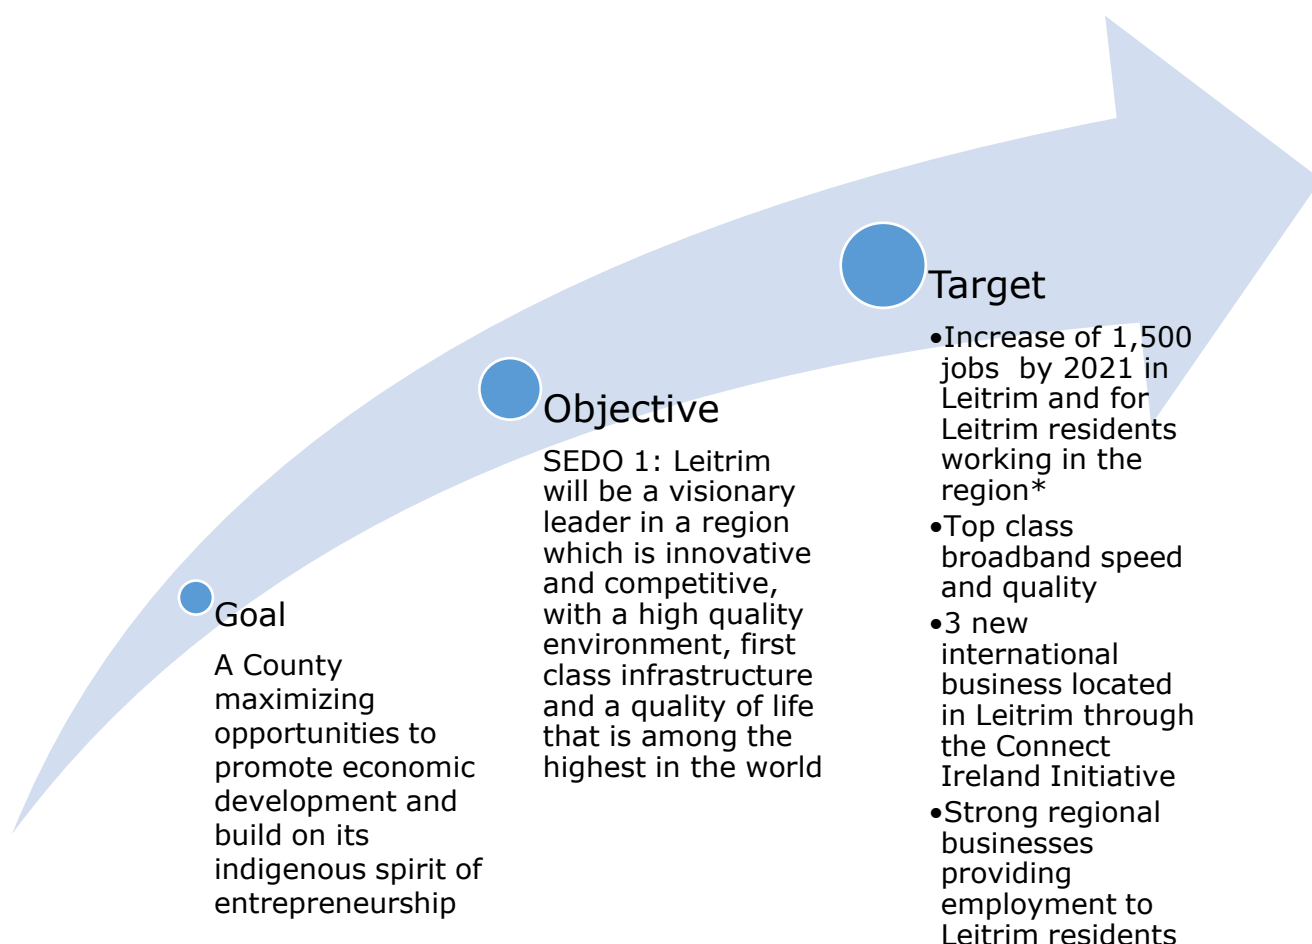 Goal
A County
maximizing
opportunities to
promote economic
development and
build on its
indigenous spirit of
entrepreneurship
Objective
SEDO 1: Leitrim
will be a visionary
leader in a region
which is innovative
and competitive,
with a high quality
environment, first
class infrastructure
and a quality of life
that is among the
highest in the world
Target
•Increase of 1,500
jobs  by 2021 in
Leitrim and for
Leitrim residents
working in the
region*
•Top class
broadband speed
and quality
•3 new
international
business located
in Leitrim through
the Connect
Ireland Initiative
•Strong regional
businesses
providing
employment to
Leitrim residents